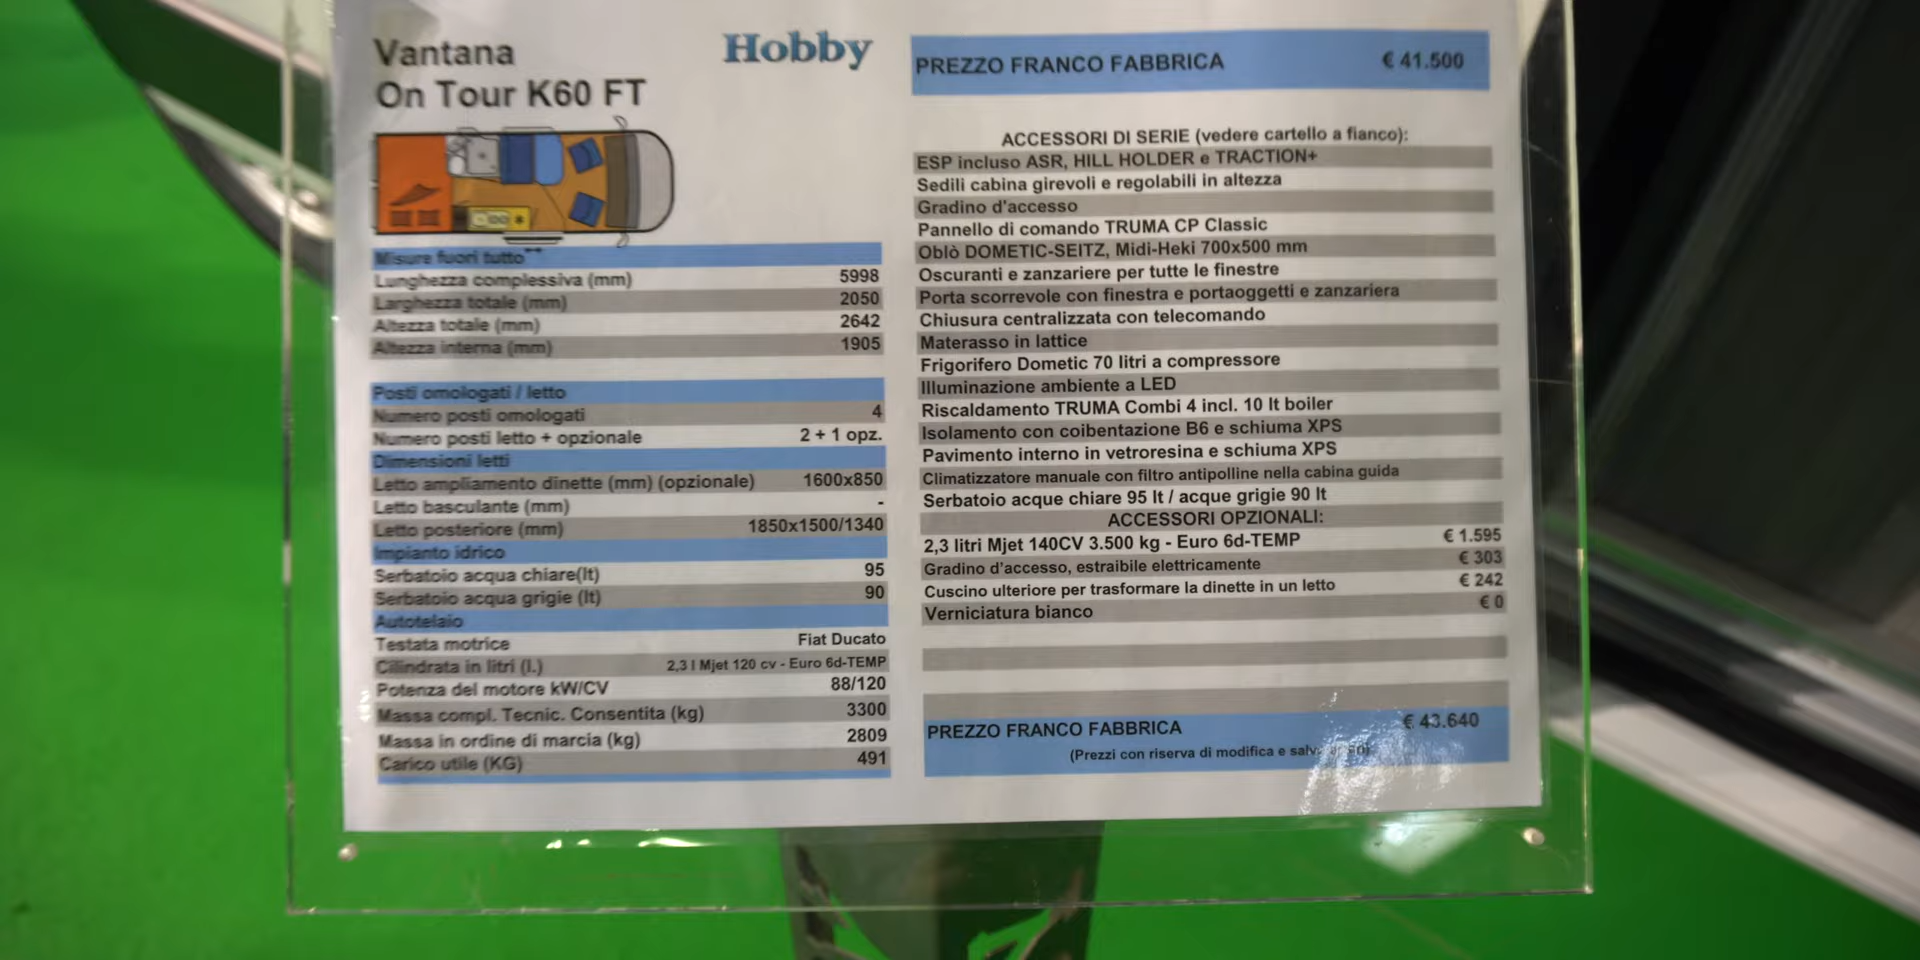 Vantana
On Tour K60 FT
Hobby
Misure fuori tutto**
Lunghezza complessiva (mm) 5998
Larghezza totale (mm) 2050
Altezza totale (mm) 2642
Altezza interna (mm) 1905
Posti omologati / letto
Numero posti omologati 4
Numero posti letto + opzionale 2 + 1 opz.
Dimensioni letti
Letto ampliamento dinette (mm) (opzionale) 1600x850
Letto basculante (mm) -
Letto posteriore (mm) 1850x1500/1340
Impianto idrico
Serbatoio acqua chiare(lt) 95
Serbatoio acqua grigie (lt) 90
Autotelaio
Testata motrice Fiat Ducato
Cilindrata in litri (l.) 2,3 l Mjet 120 cv - Euro 6d-TEMP
Potenza del motore kW/CV 88/120
Massa compl. Tecnic. Consentita (kg) 3300
Massa in ordine di marcia (kg) 2809
Carico utile (KG) 491
PREZZO FRANCO FABBRICA € 41.500
ACCESSORI DI SERIE (vedere cartello a fianco):
ESP incluso ASR, HILL HOLDER e TRACTION+
Sedili cabina girevoli e regolabili in altezza
Gradino d'accesso
Pannello di comando TRUMA CP Classic
Oblò DOMETIC-SEITZ, Midi-Heki 700x500 mm
Oscuranti e zanzariere per tutte le finestre
Porta scorrevole con finestra e portaoggetti e zanzariera
Chiusura centralizzata con telecomando
Materasso in lattice
Frigorifero Dometic 70 litri a compressore
Illuminazione ambiente a LED
Riscaldamento TRUMA Combi 4 incl. 10 lt boiler
Isolamento con coibentazione B6 e schiuma XPS
Pavimento interno in vetroresina e schiuma XPS
Climatizzatore manuale con filtro antipolline nella cabina guida
Serbatoio acque chiare 95 lt / acque grigie 90 lt
ACCESSORI OPZIONALI:
2,3 litri Mjet 140CV 3.500 kg - Euro 6d-TEMP € 1.595
Gradino d'accesso, estraibile elettricamente € 303
Cuscino ulteriore per trasformare la dinette in un letto € 242
Verniciatura bianco € 0
PREZZO FRANCO FABBRICA € 43.640
(Prezzi con riserva di modifica e